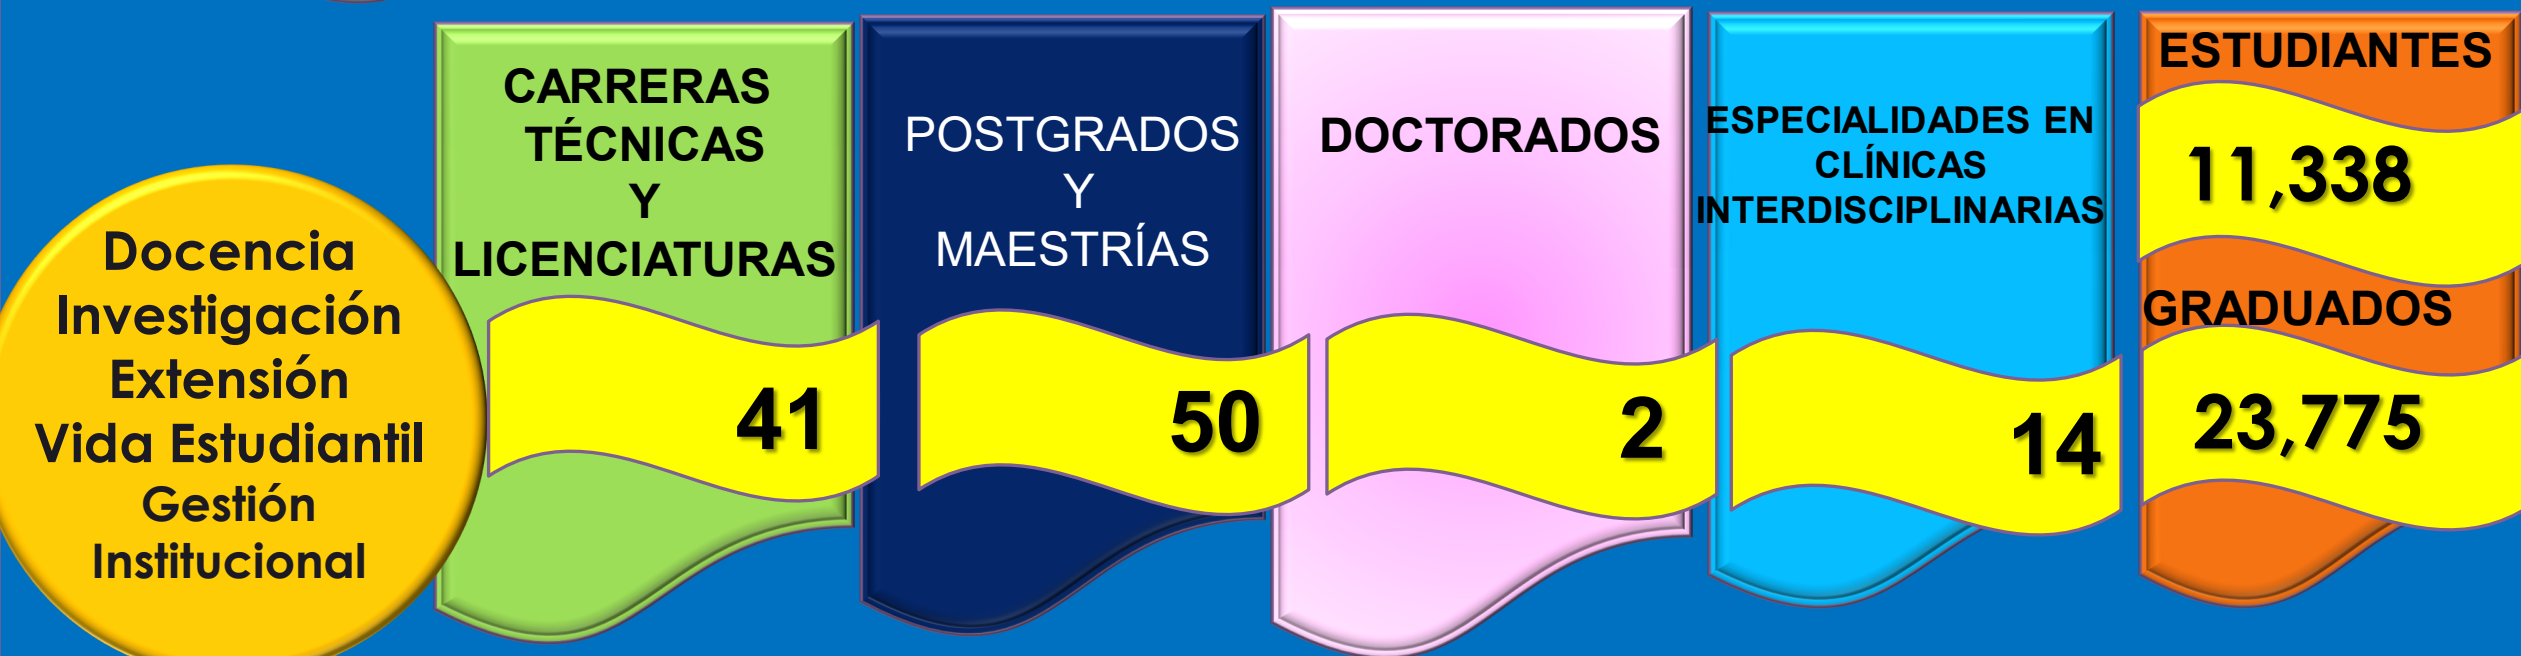 Docencia
Investigación
Extensión
Vida Estudiantil
Gestión
Institucional
CARRERAS
TÉCNICAS
Y
LICENCIATURAS
41
POSTGRADOS
Y
MAESTRÍAS
50
DOCTORADOS
2
ESPECIALIDADES EN
CLÍNICAS
INTERDISCIPLINARIAS
14
ESTUDIANTES
11,338
GRADUADOS
23,775